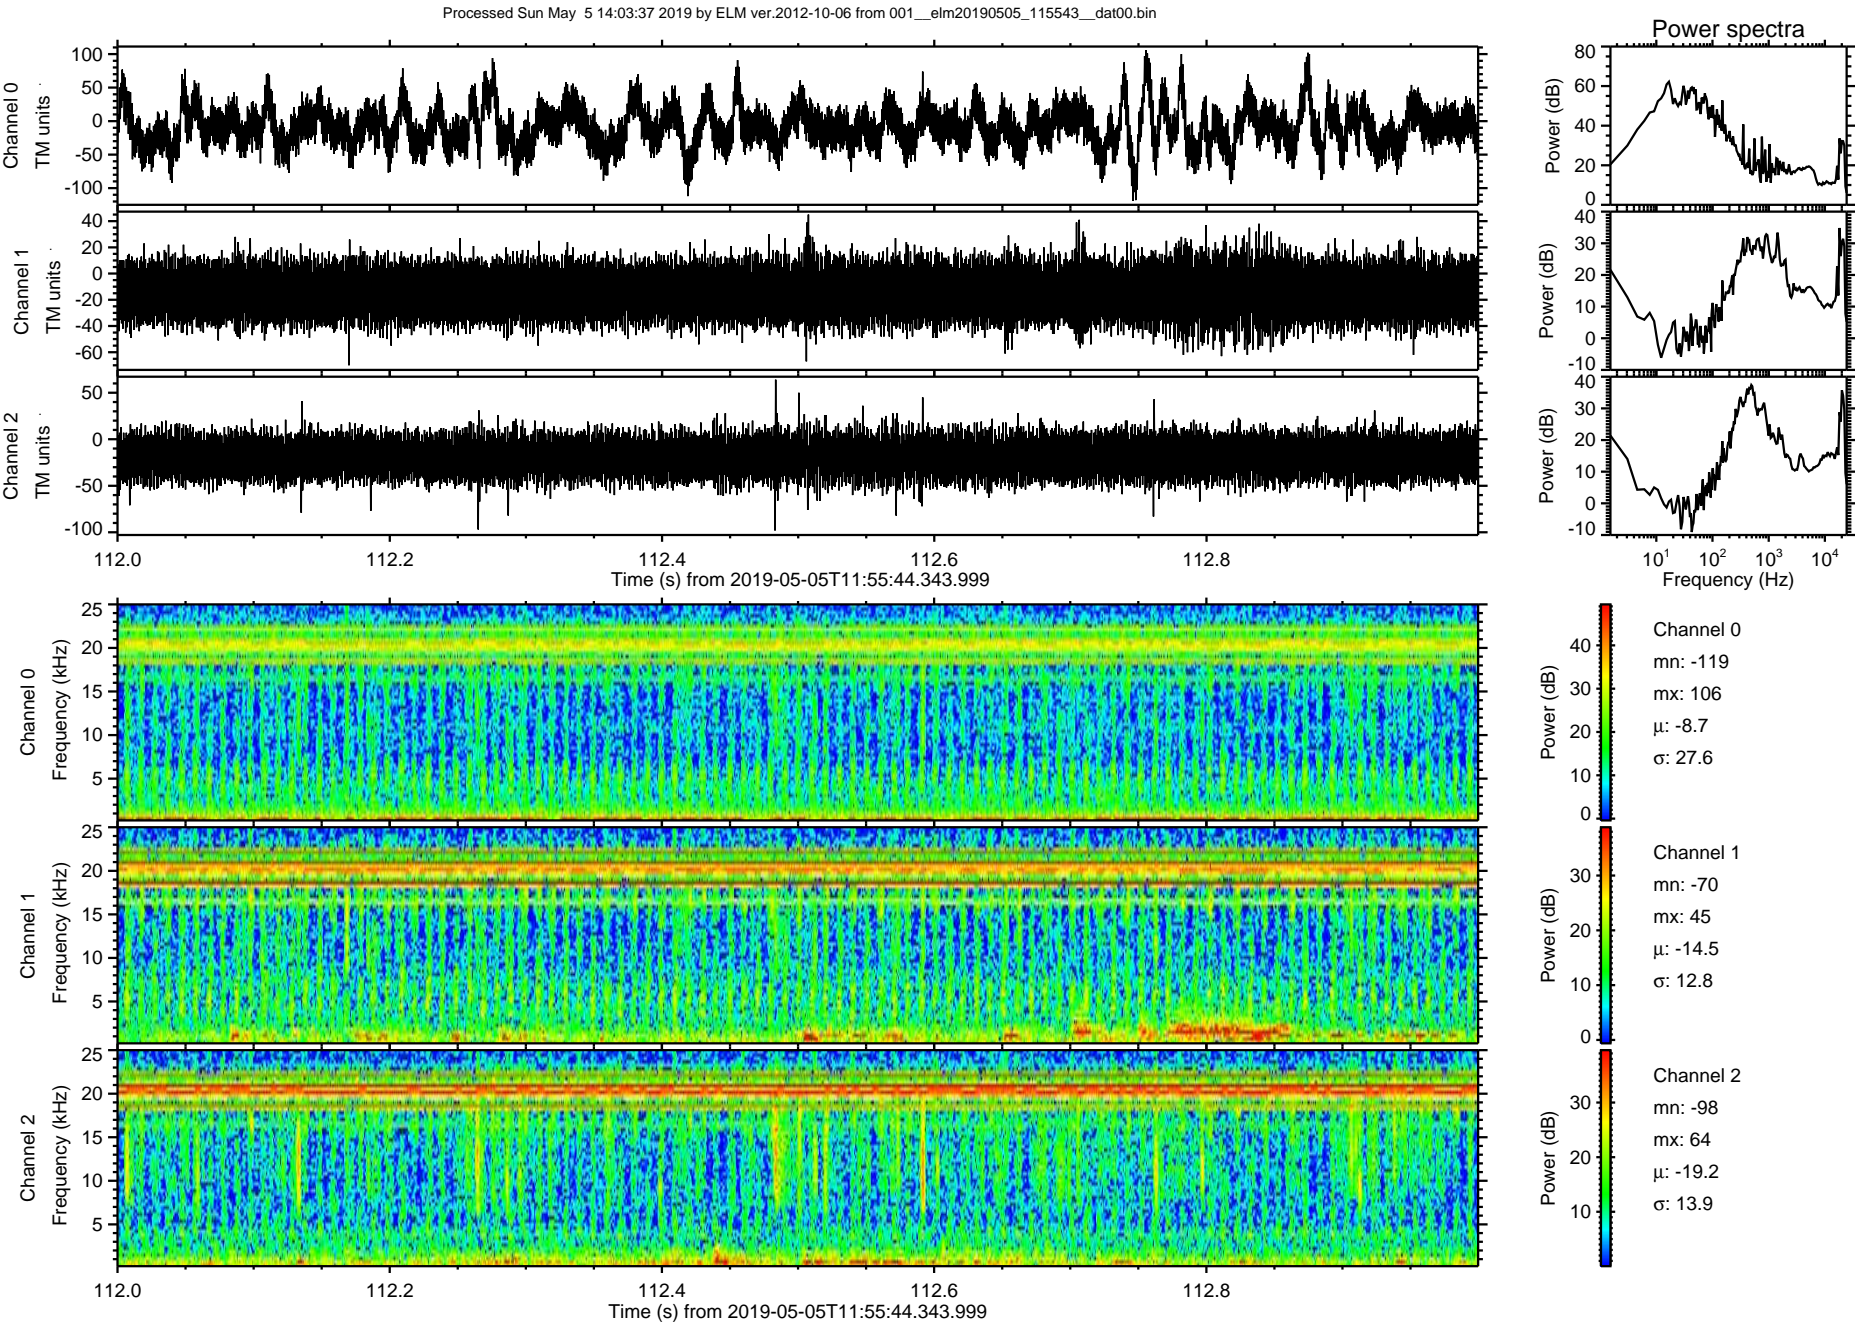 Processed Sun May  5 14:03:37 2019 by ELM ver.2012-10-06 from 001__elm20190505_115543__dat00.bin
Power spectra
Channel 0
TM units
100
50
0
-50
-100
Power (dB)
80
60
40
20
0
Channel 1
TM units
40
20
0
-20
-40
-60
Power (dB)
40
30
20
10
0
-10
Channel 2
TM units
50
0
-50
-100
Power (dB)
40
30
20
10
0
-10
112.0 112.2 112.4 112.6 112.8
Time (s) from 2019-05-05T11:55:44.343.999
10^1 10^2 10^3 10^4
Frequency (Hz)
Channel 0
Frequency (kHz)
25
20
15
10
5
Power (dB)
40
30
20
10
0
Channel 0
mn: -119
mx: 106
μ: -8.7
σ: 27.6
Channel 1
Frequency (kHz)
25
20
15
10
5
Power (dB)
30
20
10
0
Channel 1
mn: -70
mx: 45
μ: -14.5
σ: 12.8
Channel 2
Frequency (kHz)
25
20
15
10
5
Power (dB)
30
20
10
Channel 2
mn: -98
mx: 64
μ: -19.2
σ: 13.9
112.0 112.2 112.4 112.6 112.8
Time (s) from 2019-05-05T11:55:44.343.999